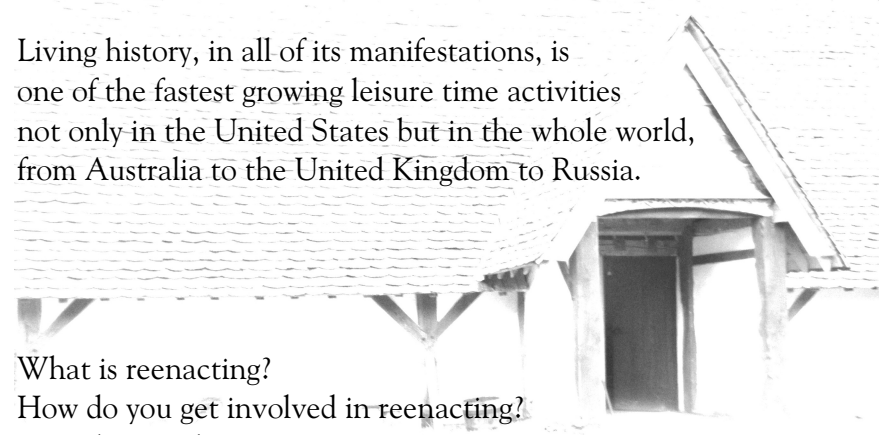 Living history, in all of its manifestations, is
one of the fastest growing leisure time activities
not only in the United States but in the whole world,
from Australia to the United Kingdom to Russia.
What is reenacting?
How do you get involved in reenacting?